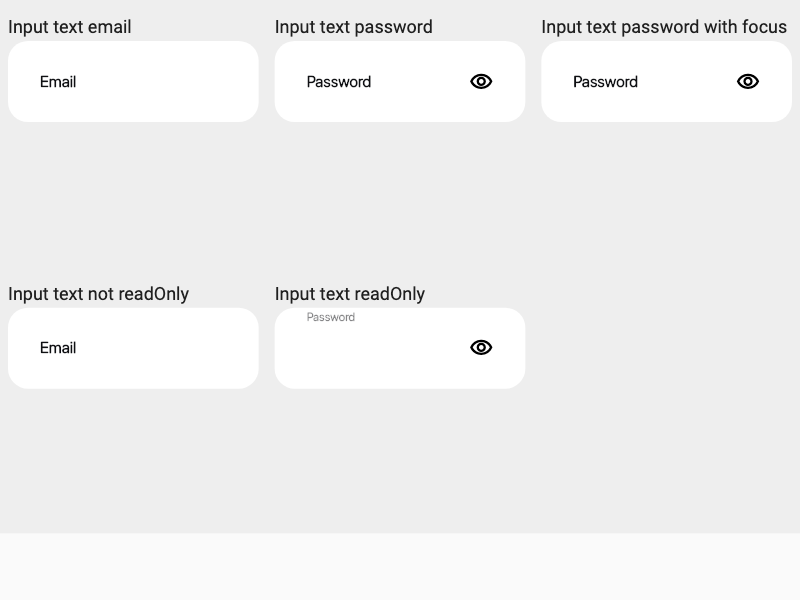 Input text email
Input text password
Input text password with focus
Email
Password
Password
Input text not readOnly
Input text readOnly
Password
Email